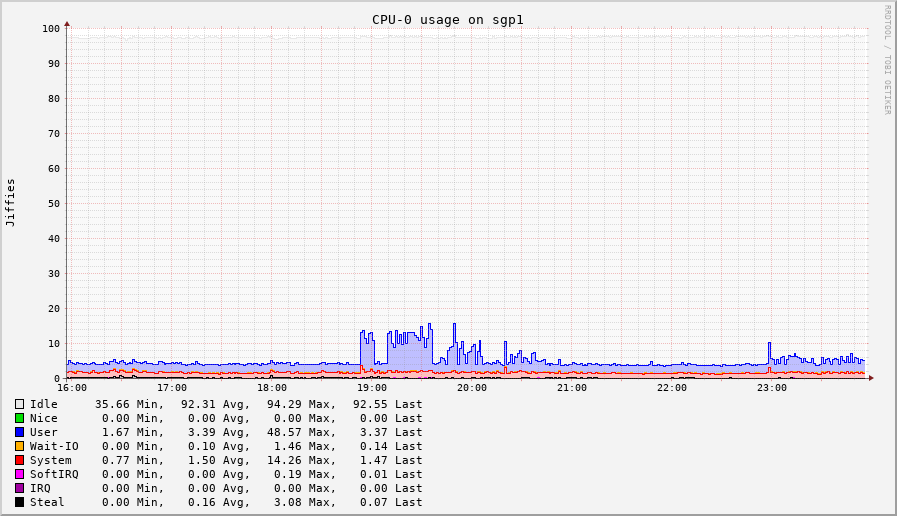 CPU-0 usage on sgp1
RRDTOOL / TOBI OETIKER
Jiffies
100
90
80
70
60
50
40
30
20
10
0
16:00 17:00 18:00 19:00 20:00 21:00 22:00 23:00
Idle 35.66 Min, 92.31 Avg, 94.29 Max, 92.55 Last
Nice 0.00 Min, 0.00 Avg, 0.00 Max, 0.00 Last
User 1.67 Min, 3.39 Avg, 48.57 Max, 3.37 Last
Wait-IO 0.00 Min, 0.10 Avg, 1.46 Max, 0.14 Last
System 0.77 Min, 1.50 Avg, 14.26 Max, 1.47 Last
SoftIRQ 0.00 Min, 0.00 Avg, 0.19 Max, 0.01 Last
IRQ 0.00 Min, 0.00 Avg, 0.00 Max, 0.00 Last
Steal 0.00 Min, 0.16 Avg, 3.08 Max, 0.07 Last